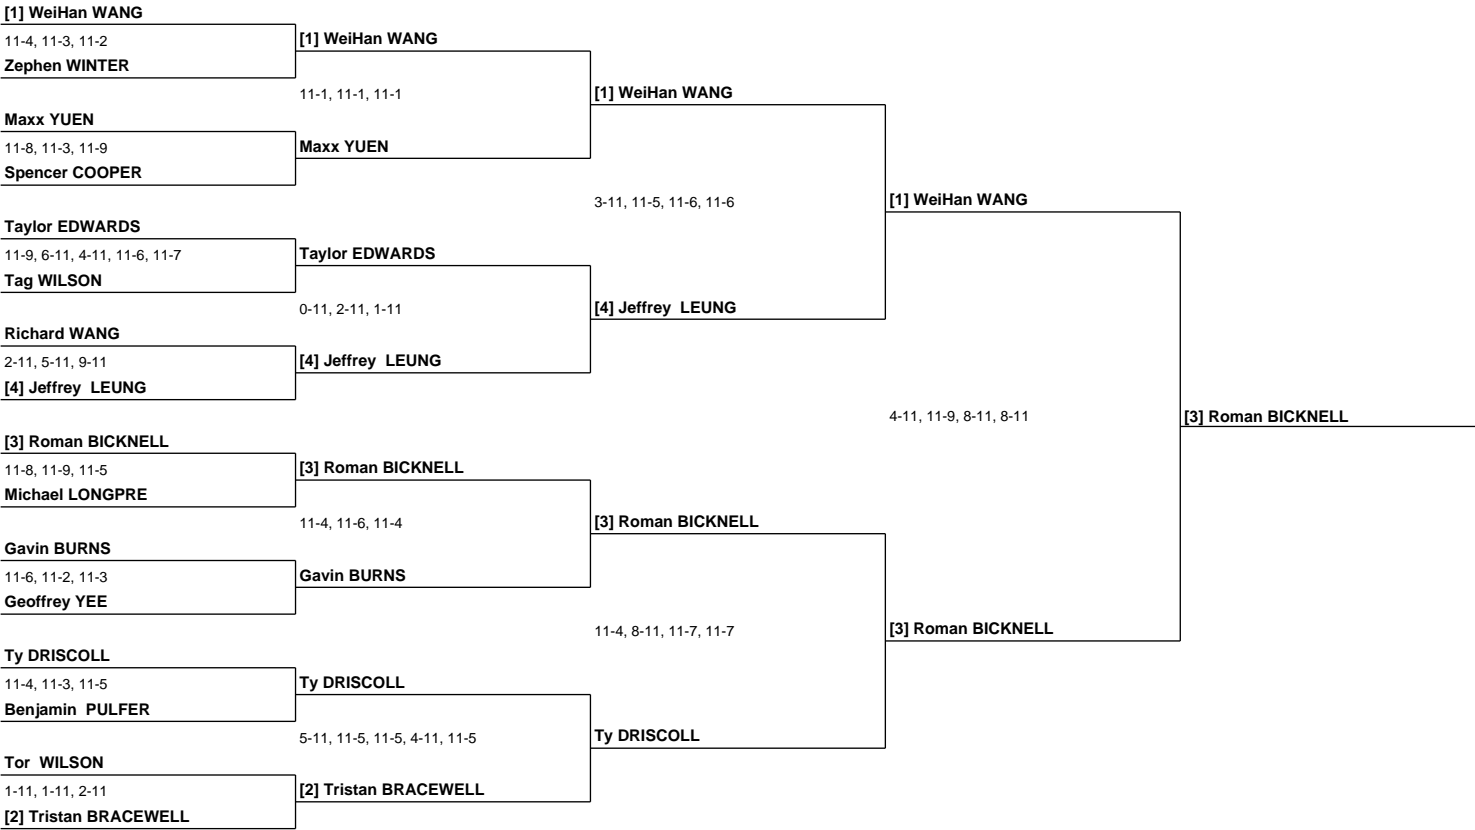 [1] WeiHan WANG
11-4, 11-3, 11-2
Zephen WINTER
Maxx YUEN
11-8, 11-3, 11-9
Spencer COOPER
Taylor EDWARDS
11-9, 6-11, 4-11, 11-6, 11-7
Tag WILSON
Richard WANG
2-11, 5-11, 9-11
[4] Jeffrey  LEUNG
[3] Roman BICKNELL
11-8, 11-9, 11-5
Michael LONGPRE
Gavin BURNS
11-6, 11-2, 11-3
Geoffrey YEE
Ty DRISCOLL
11-4, 11-3, 11-5
Benjamin  PULFER
Tor  WILSON
1-11, 1-11, 2-11
[2] Tristan BRACEWELL
[1] WeiHan WANG
11-1, 11-1, 11-1
Maxx YUEN
Taylor EDWARDS
0-11, 2-11, 1-11
[4] Jeffrey  LEUNG
[3] Roman BICKNELL
11-4, 11-6, 11-4
Gavin BURNS
Ty DRISCOLL
5-11, 11-5, 11-5, 4-11, 11-5
[2] Tristan BRACEWELL
[1] WeiHan WANG
3-11, 11-5, 11-6, 11-6
[4] Jeffrey  LEUNG
[3] Roman BICKNELL
11-4, 8-11, 11-7, 11-7
Ty DRISCOLL
[1] WeiHan WANG
4-11, 11-9, 8-11, 8-11
[3] Roman BICKNELL
[3] Roman BICKNELL